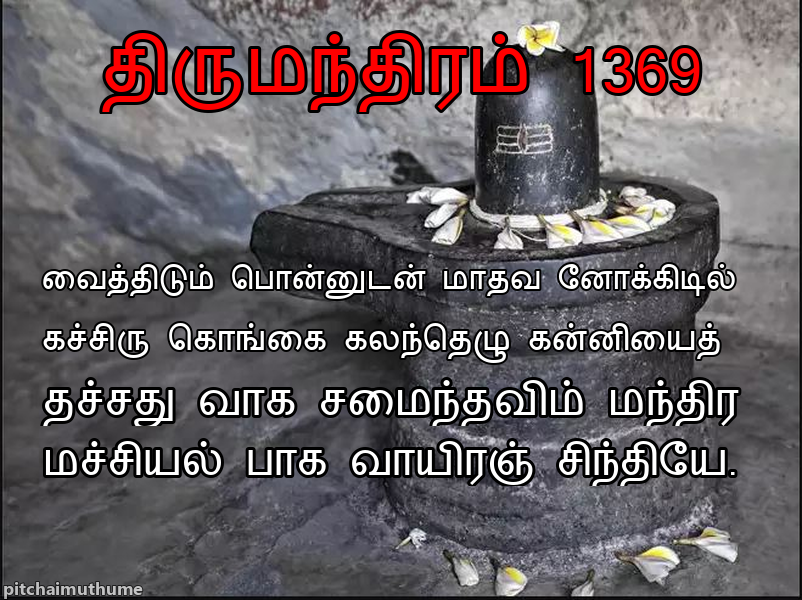 திருமந்திரம் 1369
வைத்திடும் பொன்னுடன் மாதவ னோக்கிடில்
கச்சிரு கொங்கை கலந்தெழு கன்னியைத்
தச்சது வாக சமைந்தவிம் மந்திர
மச்சியல் பாக வாயிரஞ் சிந்தியே.
pitchaimuthume